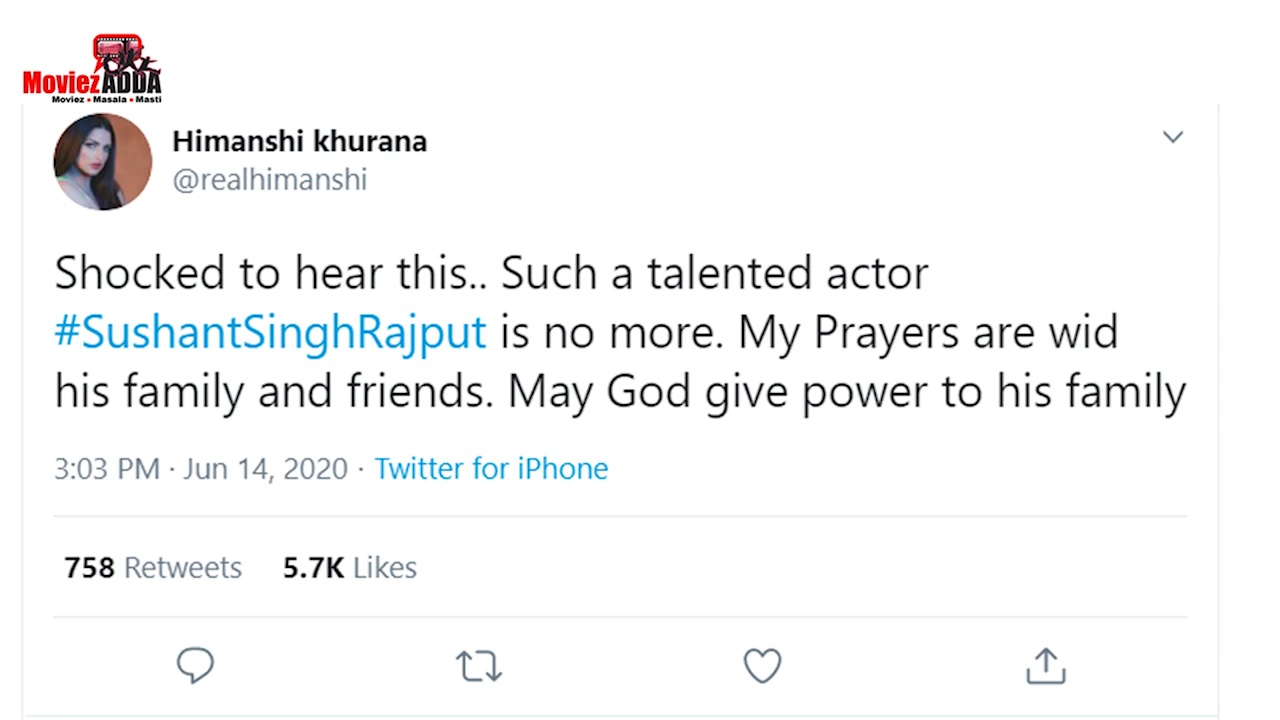 MoviezADDA
Moviez • Masala • Masti
Himanshi khurana
@realhimanshi
Shocked to hear this.. Such a talented actor
#SushantSinghRajput is no more. My Prayers are wid
his family and friends. May God give power to his family
3:03 PM · Jun 14, 2020 · Twitter for iPhone
758 Retweets 5.7K Likes